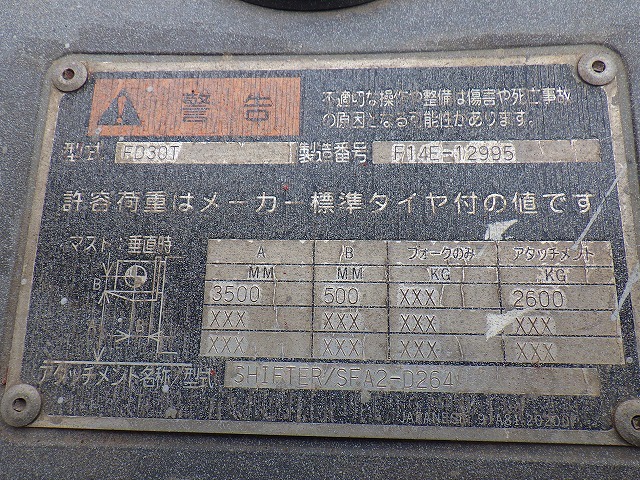 警告
不適切な操作や整備は傷害や死亡事故
の原因となる可能性があります。
型式 FD30T 製造番号 F14E-12995
許容荷重はメーカー標準タイヤ付の値です
マスト 垂直時
A B フォークのみ アタッチメント
MM MM KG KG
3500 500 XXX 2600
XXX XXX XXX XXX
XXX XXX XXX XXX
B
アタッチメント名称/型式 SHIFTER/SFA2-D264